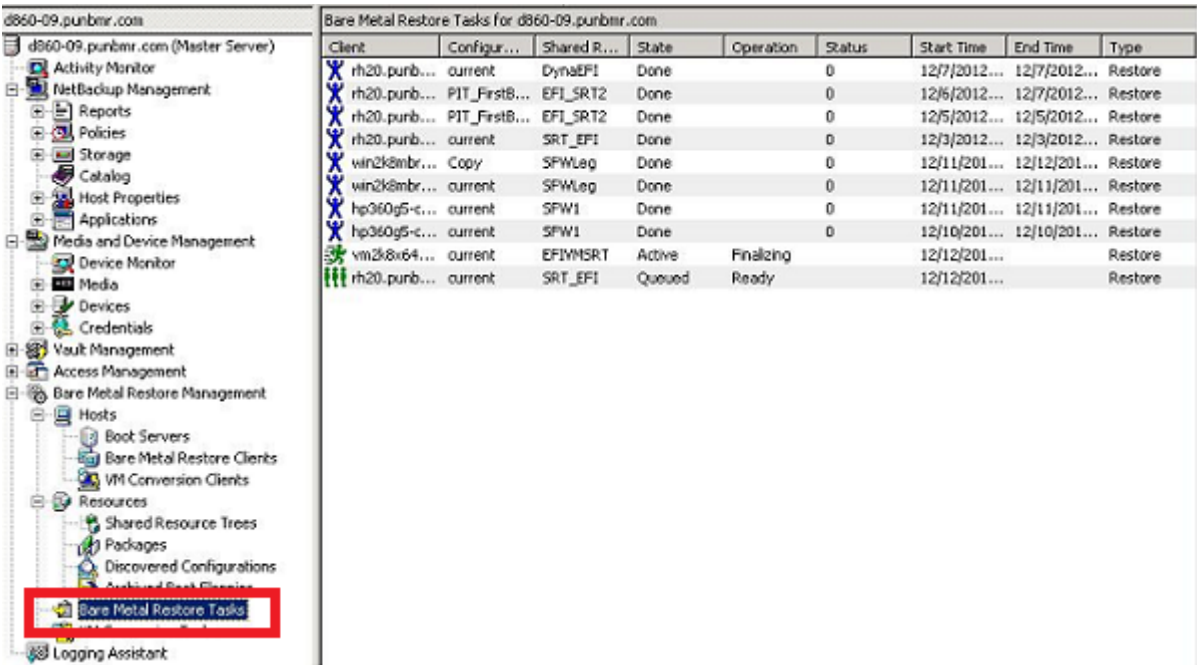 d860-09.punbmr.com
d860-09.punbmr.com (Master Server)
Activity Monitor
NetBackup Management
Reports
Policies
Storage
Catalog
Host Properties
Applications
Media and Device Management
Device Monitor
Media
Devices
Credentials
Vault Management
Access Management
Bare Metal Restore Management
Hosts
Boot Servers
Bare Metal Restore Clients
VM Conversion Clients
Resources
Shared Resource Trees
Packages
Discovered Configurations
Bare Metal Restore Tasks
Logging Assistant
Bare Metal Restore Tasks for d860-09.punbmr.com
Client Configur... Shared R... State Operation Status Start Time End Time Type
rh20.punb... current DynaEFI Done 0 12/7/2012... 12/7/2012... Restore
rh20.punb... PIT_FirstB... EFI_SRT2 Done 0 12/6/2012... 12/7/2012... Restore
rh20.punb... PIT_FirstB... EFI_SRT2 Done 0 12/5/2012... 12/5/2012... Restore
rh20.punb... current SRT_EFI Done 0 12/3/2012... 12/3/2012... Restore
win2k8mbr... Copy SFWLeg Done 0 12/11/201... 12/12/201... Restore
win2k8mbr... current SFWLeg Done 0 12/11/201... 12/11/201... Restore
hp360g5-c... current SFW1 Done 0 12/11/201... 12/11/201... Restore
hp360g5-c... current SFW1 Done 0 12/10/201... 12/10/201... Restore
vm2k8x64... current EFIVMSRT Active Finalizing 12/12/201... Restore
rh20.punb... current SRT_EFI Queued Ready 12/12/201... Restore